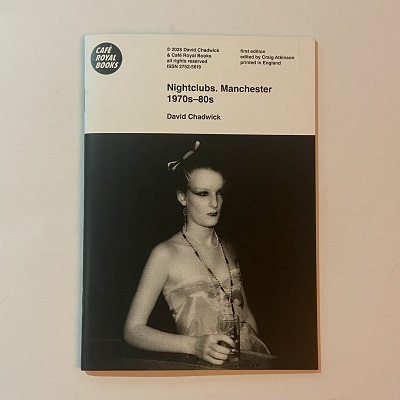 CAFÉ
ROYAL
BOOKS
© 2025 David Chadwick
& Café Royal Books
all rights reserved
ISSN 2752-5819
first edition
edited by Craig Atkinson
printed in England
Nightclubs. Manchester
1970s–80s
David Chadwick